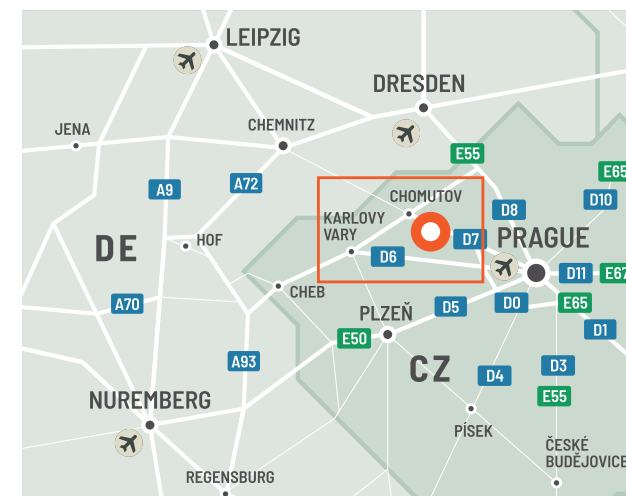 LEIPZIG
DRESDEN
JENA
CHEMNITZ
E55
E65
A9
A72
D10
CHOMUTOV
D8
KARLOVY
VARY
D7
PRAGUE
DE
HOF
D6
D11
E67
CHEB
A70
D5
D0
E65
PLZEŇ
D1
E50
A93
CZ
D4
D3
E55
NUREMBERG
PÍSEK
ČESKÉ
BUDĚJOVICE
REGENSBURG